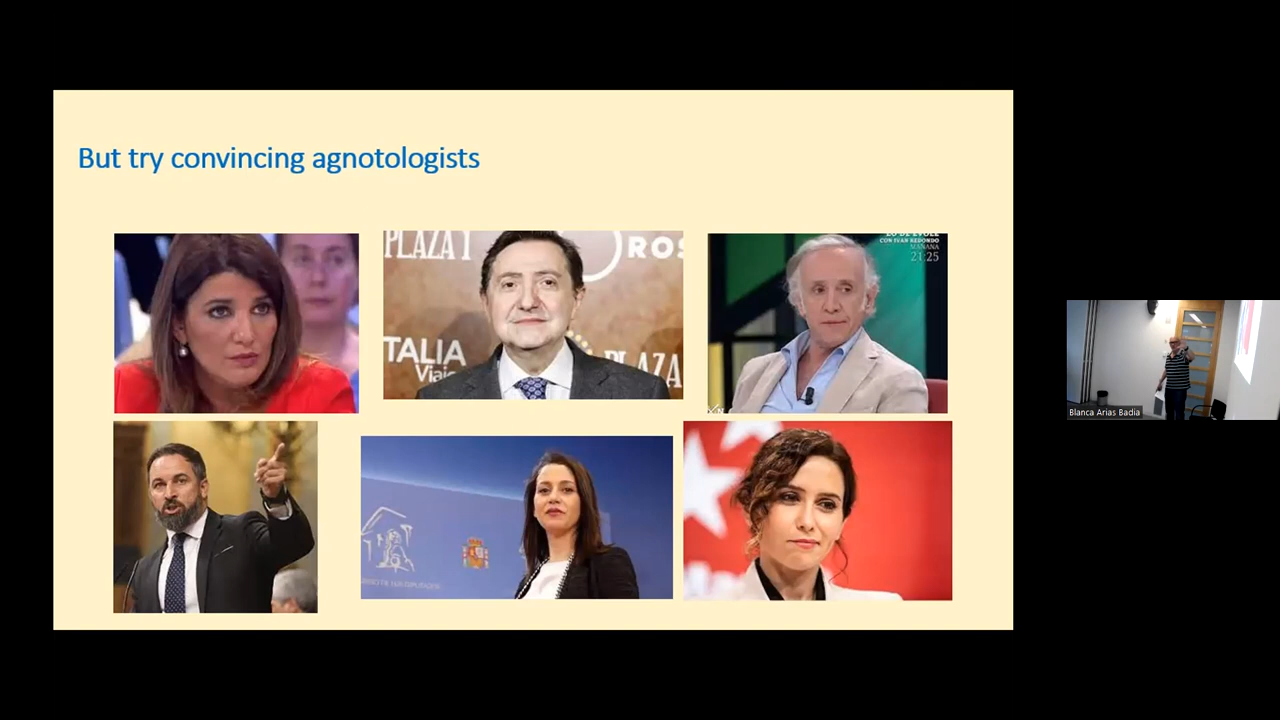 But try convincing agnotologists
PLAZA 1
ROS
TALIA
Viaje
PLAZA
LO DE ÉVOLE
CON IVAN REDONDO
MAÑANA
21:25
Blanca Arias Badia